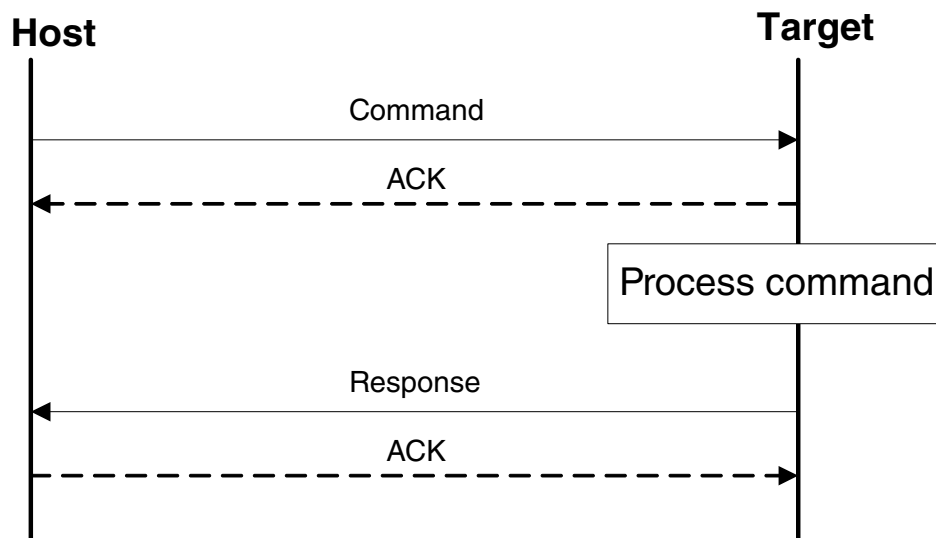 Host
Target
Command
ACK
Process command
Response
ACK